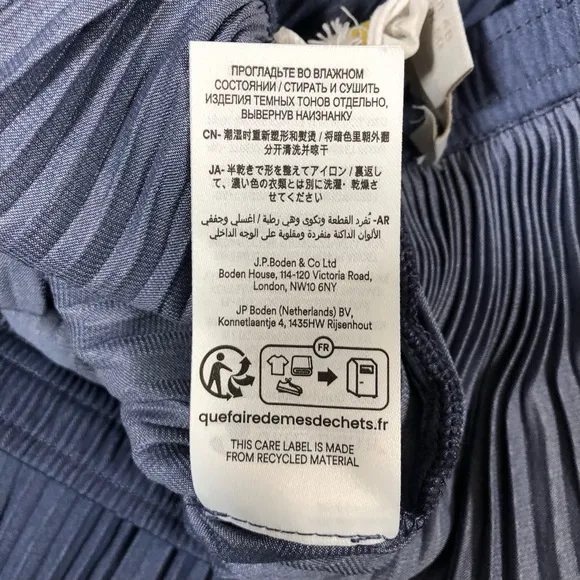 ПРОГЛАДЬТЕ ВО ВЛАЖНОМ
СОСТОЯНИИ / СТИРАТЬ И СУШИТЬ
ИЗДЕЛИЯ ТЕМНЫХ ТОНОВ ОТДЕЛЬНО,
ВЫВЕРНУВ НАИЗНАНКУ
CN- 潮湿时重新塑形和熨烫 / 将暗色里朝外翻
分开清洗并晾干
JA- 半乾きで形を整えてアイロン / 裏返し
て、濃い色の衣類とは別に洗濯・乾燥さ
せてください
AR- تُفرد القطعة وتكوى وهي رطبة / اغسلي وجففي
الألوان الداكنة منفردة ومقلوبة على الوجه الداخلي
J.P.Boden & Co Ltd
Boden House, 114-120 Victoria Road,
London, NW10 6NY
JP Boden (Netherlands) BV,
Konnetlaantje 4, 1435HW Rijsenhout
FR
quefairedemesdechets.fr
THIS CARE LABEL IS MADE
FROM RECYCLED MATERIAL